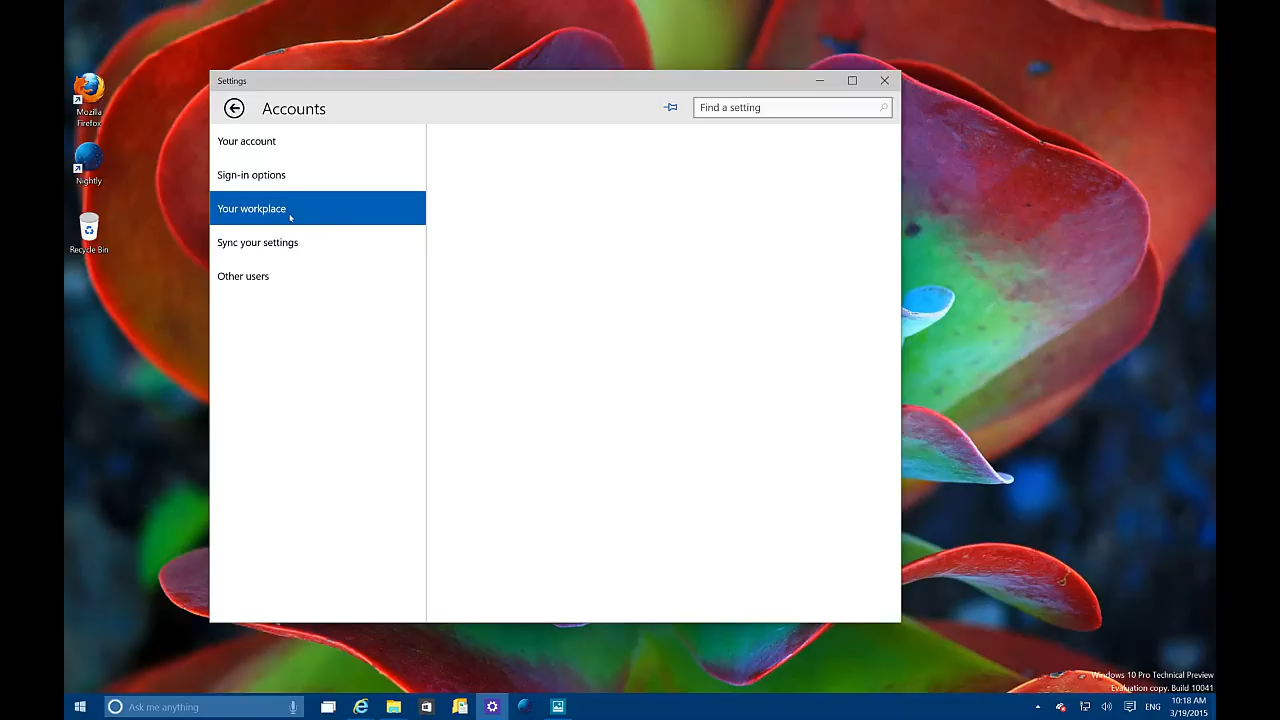 Mozilla
Firefox
Nightly
Recycle Bin
Settings
Accounts
Find a setting
Your account
Sign-in options
Your workplace
Sync your settings
Other users
Windows 10 Pro Technical Preview
Evaluation copy. Build 10041
Ask me anything
ENG
10:18 AM
3/19/2015